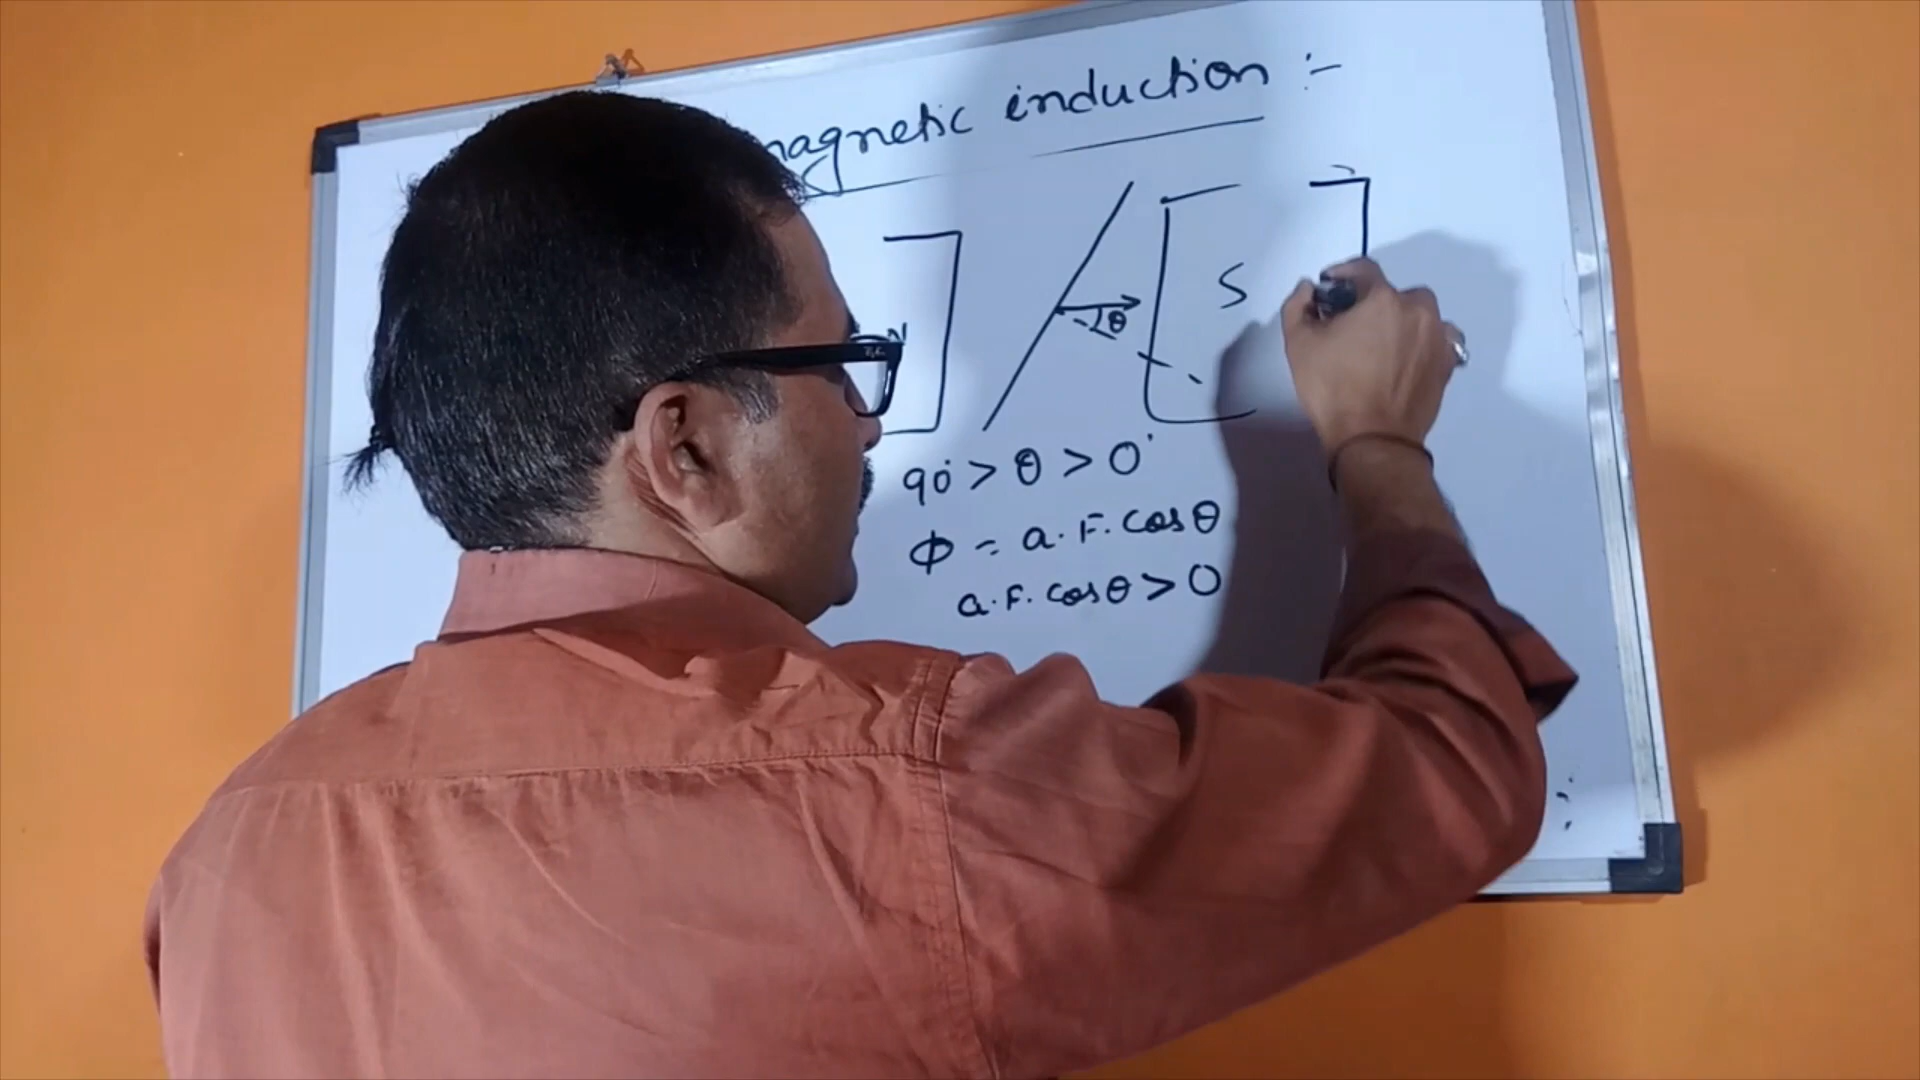 magnetic induction :-
N
S
θ
90° > θ > 0°
Φ = a.F. cosθ
a.F. cosθ > 0